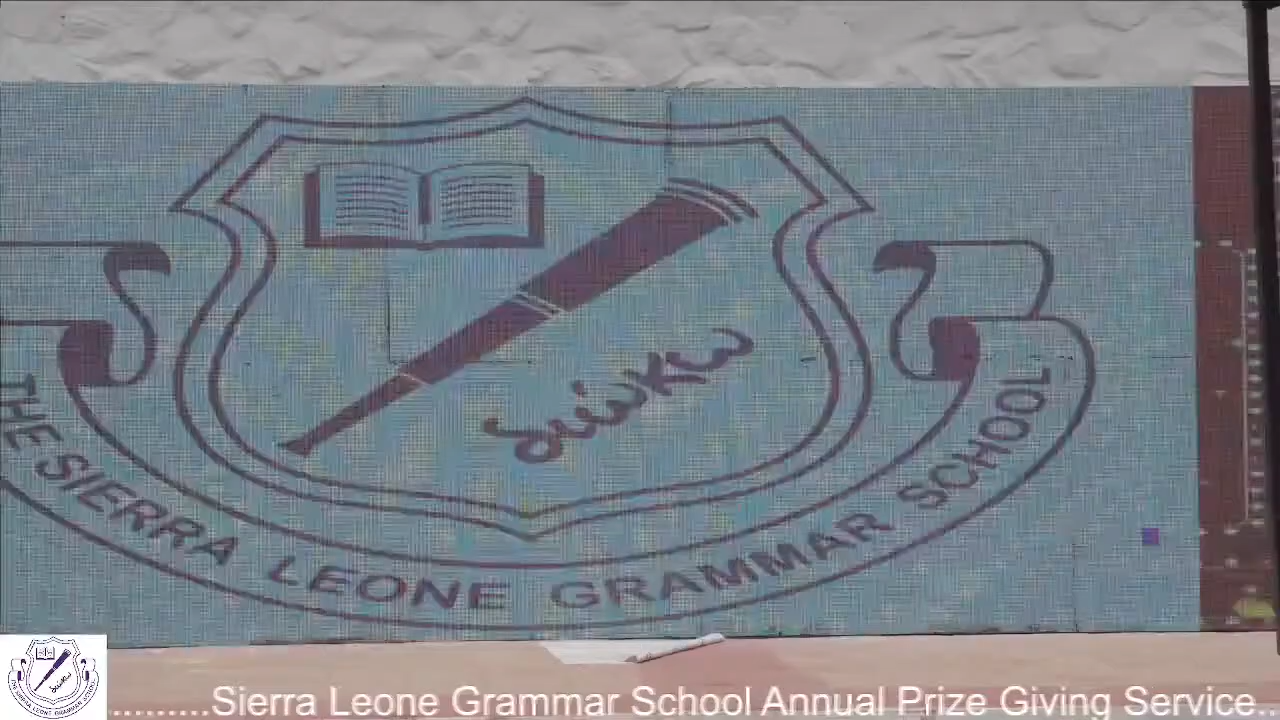 THE SIERRA LEONE GRAMMAR SCHOOL
..........Sierra Leone Grammar School Annual Prize Giving Service..